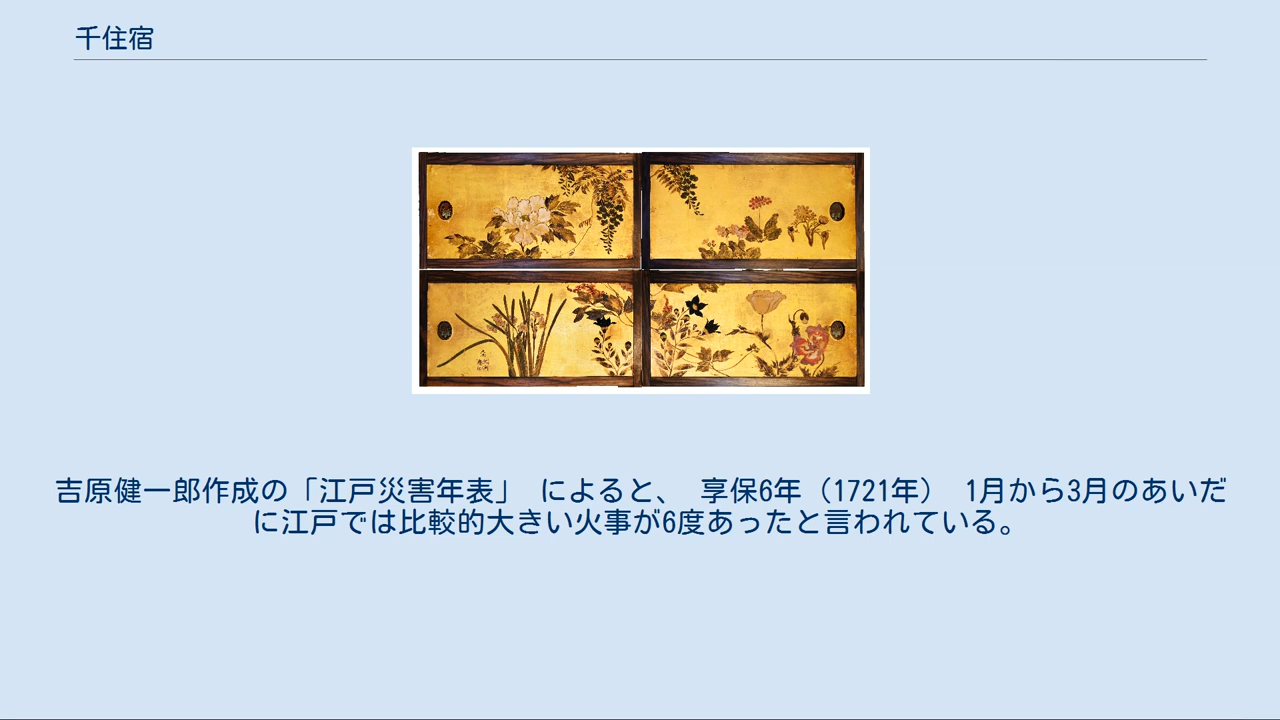 千住宿
吉原健一郎作成の「江戸災害年表」 によると、 享保6年（1721年） 1月から3月のあいだ
に江戸では比較的大きい火事が6度あったと言われている。